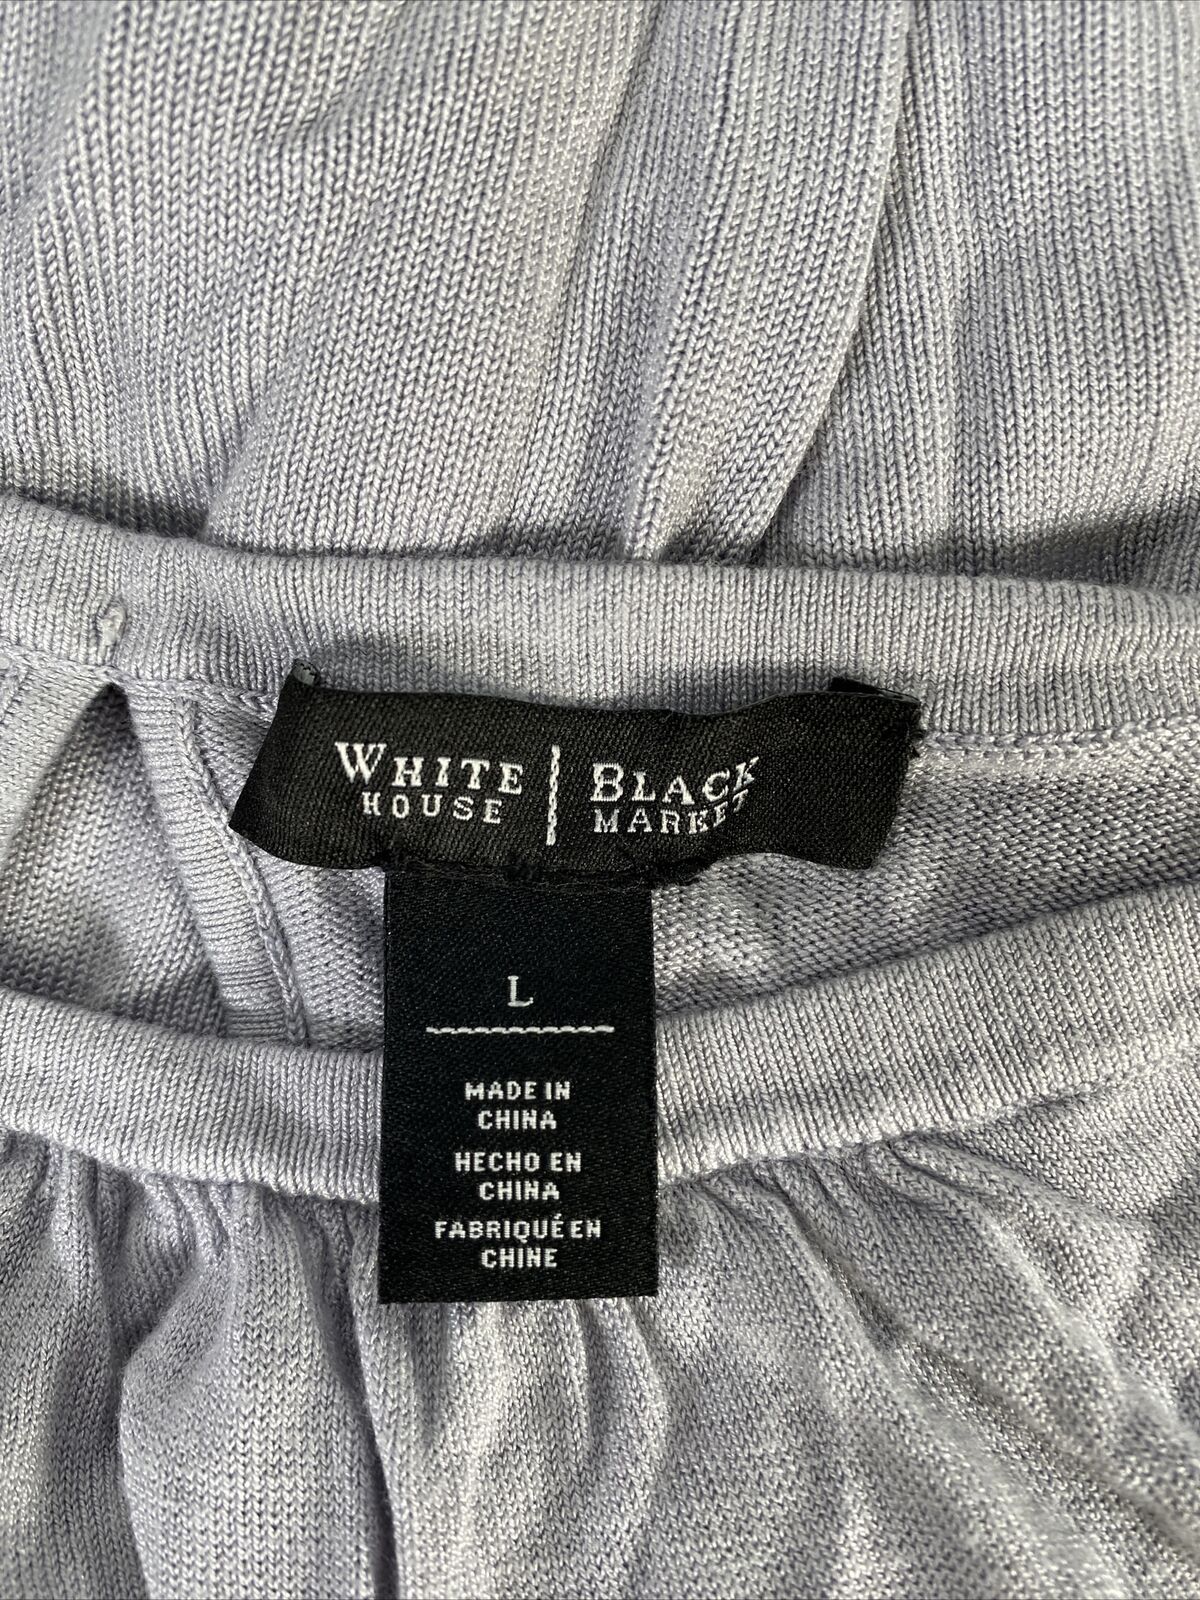 WHITE | BLACK
HOUSE | MARKET
L
MADE IN
CHINA
HECHO EN
CHINA
FABRIQUÉ EN
CHINE